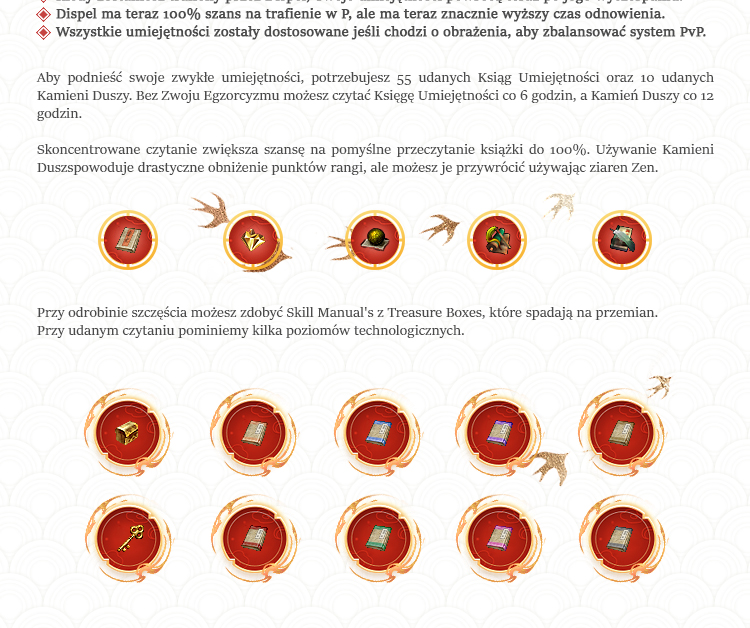 Dispel ma teraz 100% szans na trafienie w P, ale ma teraz znacznie wyższy czas odnowienia.
Wszystkie umiejętności zostały dostosowane jeśli chodzi o obrażenia, aby zbalansować system PvP.
Aby podnieść swoje zwykłe umiejętności, potrzebujesz 55 udanych Ksiąg Umiejętności oraz 10 udanych
Kamieni Duszy. Bez Zwoju Egzorcyzmu możesz czytać Księgę Umiejętności co 6 godzin, a Kamień Duszy co 12
godzin.
Skoncentrowane czytanie zwiększa szansę na pomyślne przeczytanie książki do 100%. Używanie Kamieni
Duszspowoduje drastyczne obniżenie punktów rangi, ale możesz je przywrócić używając ziaren Zen.
Przy odrobinie szczęścia możesz zdobyć Skill Manual's z Treasure Boxes, które spadają na przemian.
Przy udanym czytaniu pominiemy kilka poziomów technologicznych.